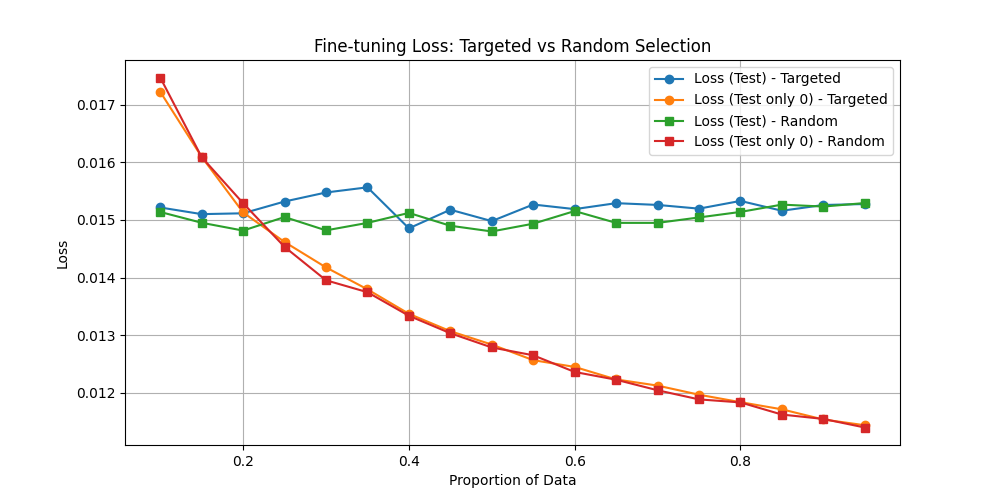 Fine-tuning Loss: Targeted vs Random Selection
Loss (Test) - Targeted
Loss (Test only 0) - Targeted
Loss (Test) - Random
Loss (Test only 0) - Random
0.017
0.016
0.015
0.014
0.013
0.012
Loss
0.2
0.4
0.6
0.8
Proportion of Data